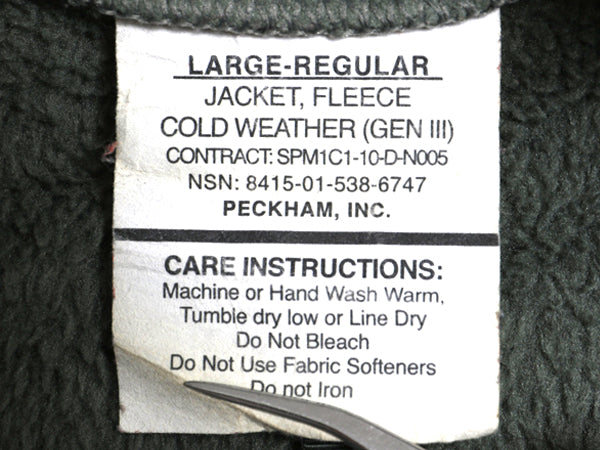 LARGE-REGULAR
JACKET, FLEECE
COLD WEATHER (GEN III)
CONTRACT: SPM1C1-10-D-N005
NSN: 8415-01-538-6747
PECKHAM, INC.
CARE INSTRUCTIONS:
Machine or Hand Wash Warm,
Tumble dry low or Line Dry
Do Not Bleach
Do Not Use Fabric Softeners
Do not Iron